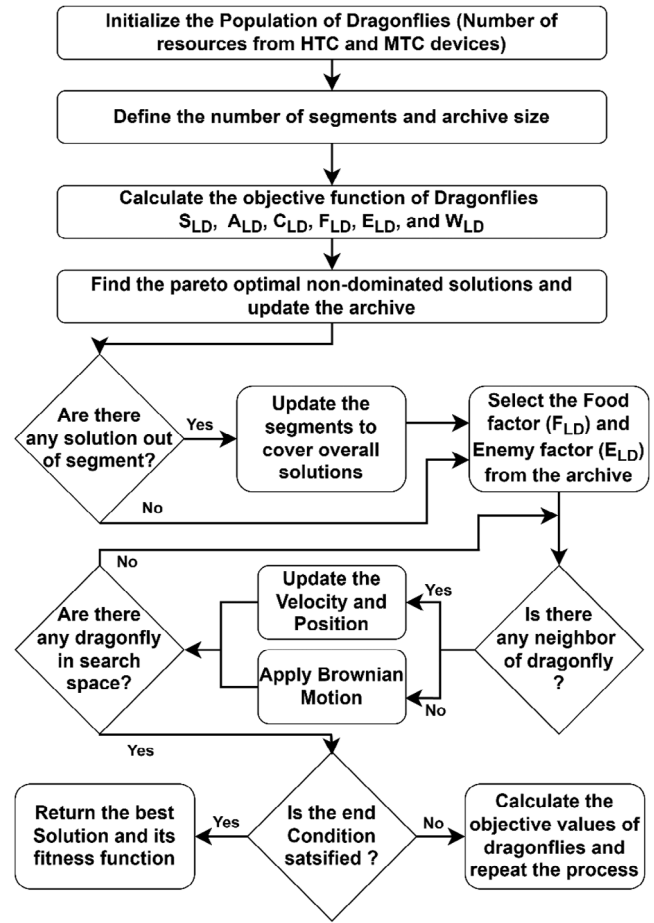 Initialize the Population of Dragonflies (Number of
resources from HTC and MTC devices)
Define the number of segments and archive size
Calculate the objective function of Dragonflies
SLD, ALD, CLD, FLD, ELD, and WLD
Find the pareto optimal non-dominated solutions and
update the archive
Are there
any solution out
of segment?
Yes
No
Update the
segments to
cover overall
solutions
Select the Food
factor (FLD) and
Enemy factor (ELD)
from the archive
Is there
any neighbor
of dragonfly
?
Yes
No
Update the
Velocity and
Position
Apply Brownian
Motion
Are there
any dragonfly
in search
space?
No
Yes
Is the end
Condition
satsified ?
Yes
No
Return the best
Solution and its
fitness function
Calculate the
objective values of
dragonflies and
repeat the process